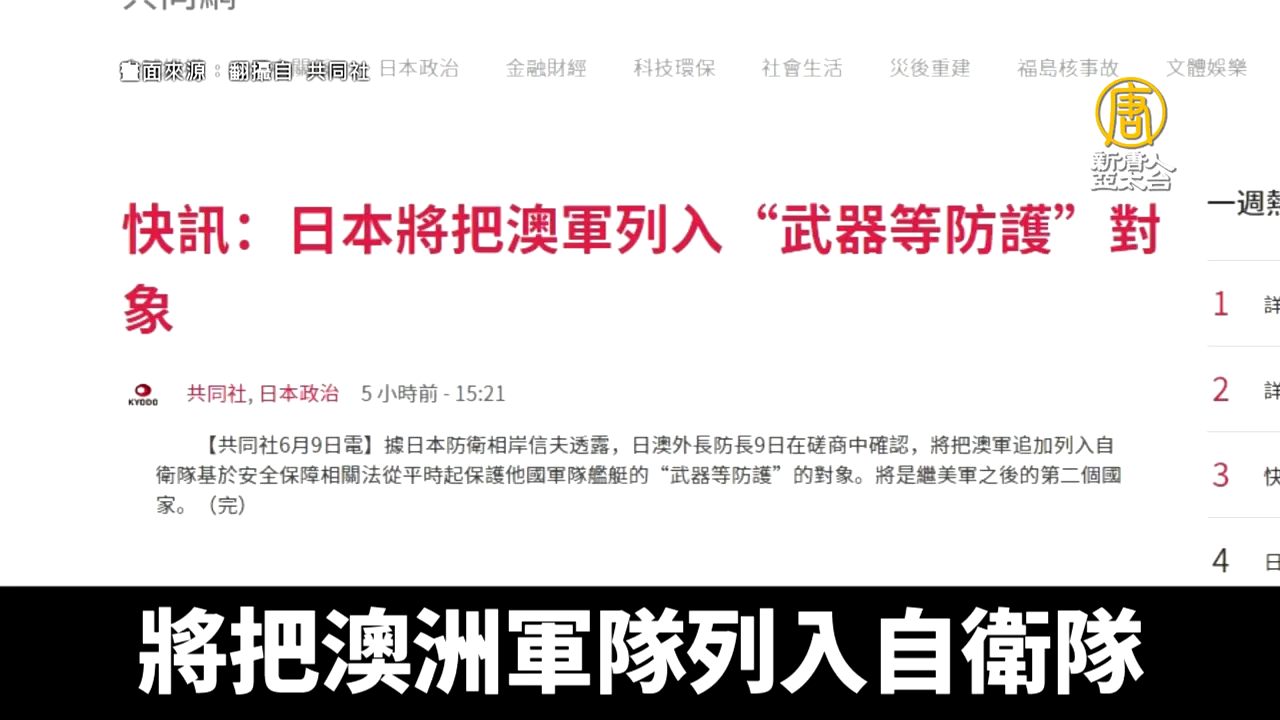 共同網
畫面來源：翻攝自 共同社
日本政治 金融財經 科技環保 社會生活 災後重建 福島核事故 文體娛樂
唐
新唐人
亞太台
一週熱
快訊：日本將把澳軍列入“武器等防護”對
象
1 詳
2 詳
3 快
4 日
KYODO 共同社, 日本政治 5 小時前 - 15:21
【共同社6月9日電】據日本防衛相岸信夫透露，日澳外長防長9日在磋商中確認，將把澳軍追加列入自
衛隊基於安全保障相關法從平時起保護他國軍隊艦艇的“武器等防護”的對象。將是繼美軍之後的第二個國
家。（完）
將把澳洲軍隊列入自衛隊